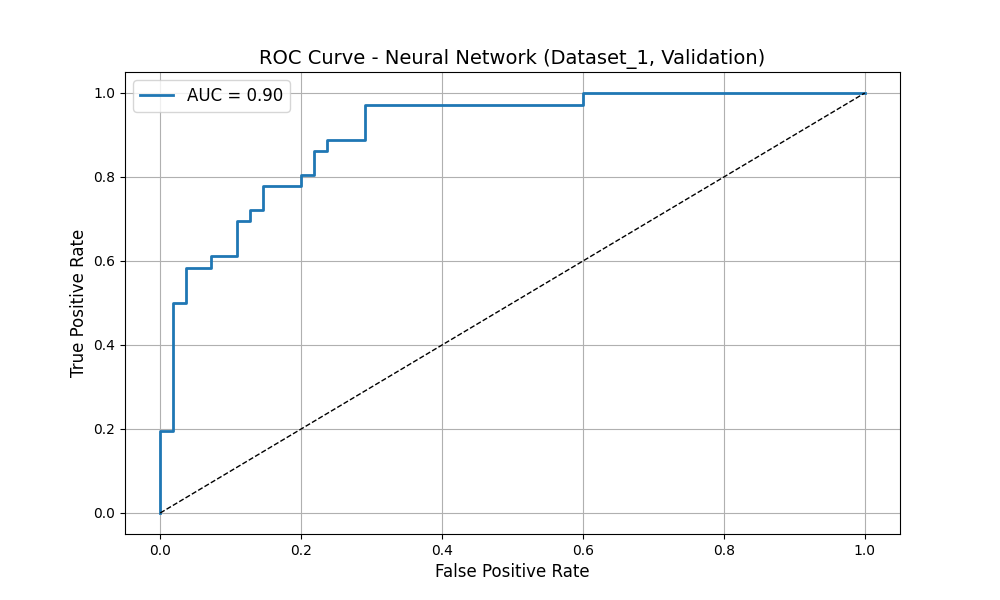 ROC Curve - Neural Network (Dataset_1, Validation)
AUC = 0.90
True Positive Rate
1.0
0.8
0.6
0.4
0.2
0.0
0.0 0.2 0.4 0.6 0.8 1.0
False Positive Rate